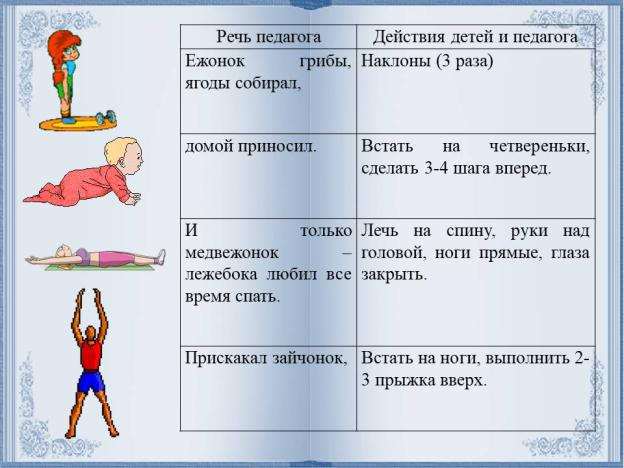 Речь педагога Действия детей и педагога
Ежонок грибы, ягоды собирал,
Наклоны (3 раза)
домой приносил.
Встать на четвереньки,
сделать 3-4 шага вперед.
И только
медвежонок –
лежебока любил все
время спать.
Лечь на спину, руки над
головой, ноги прямые, глаза
закрыть.
Прискакал зайчонок,
Встать на ноги, выполнить 2-
3 прыжка вверх.